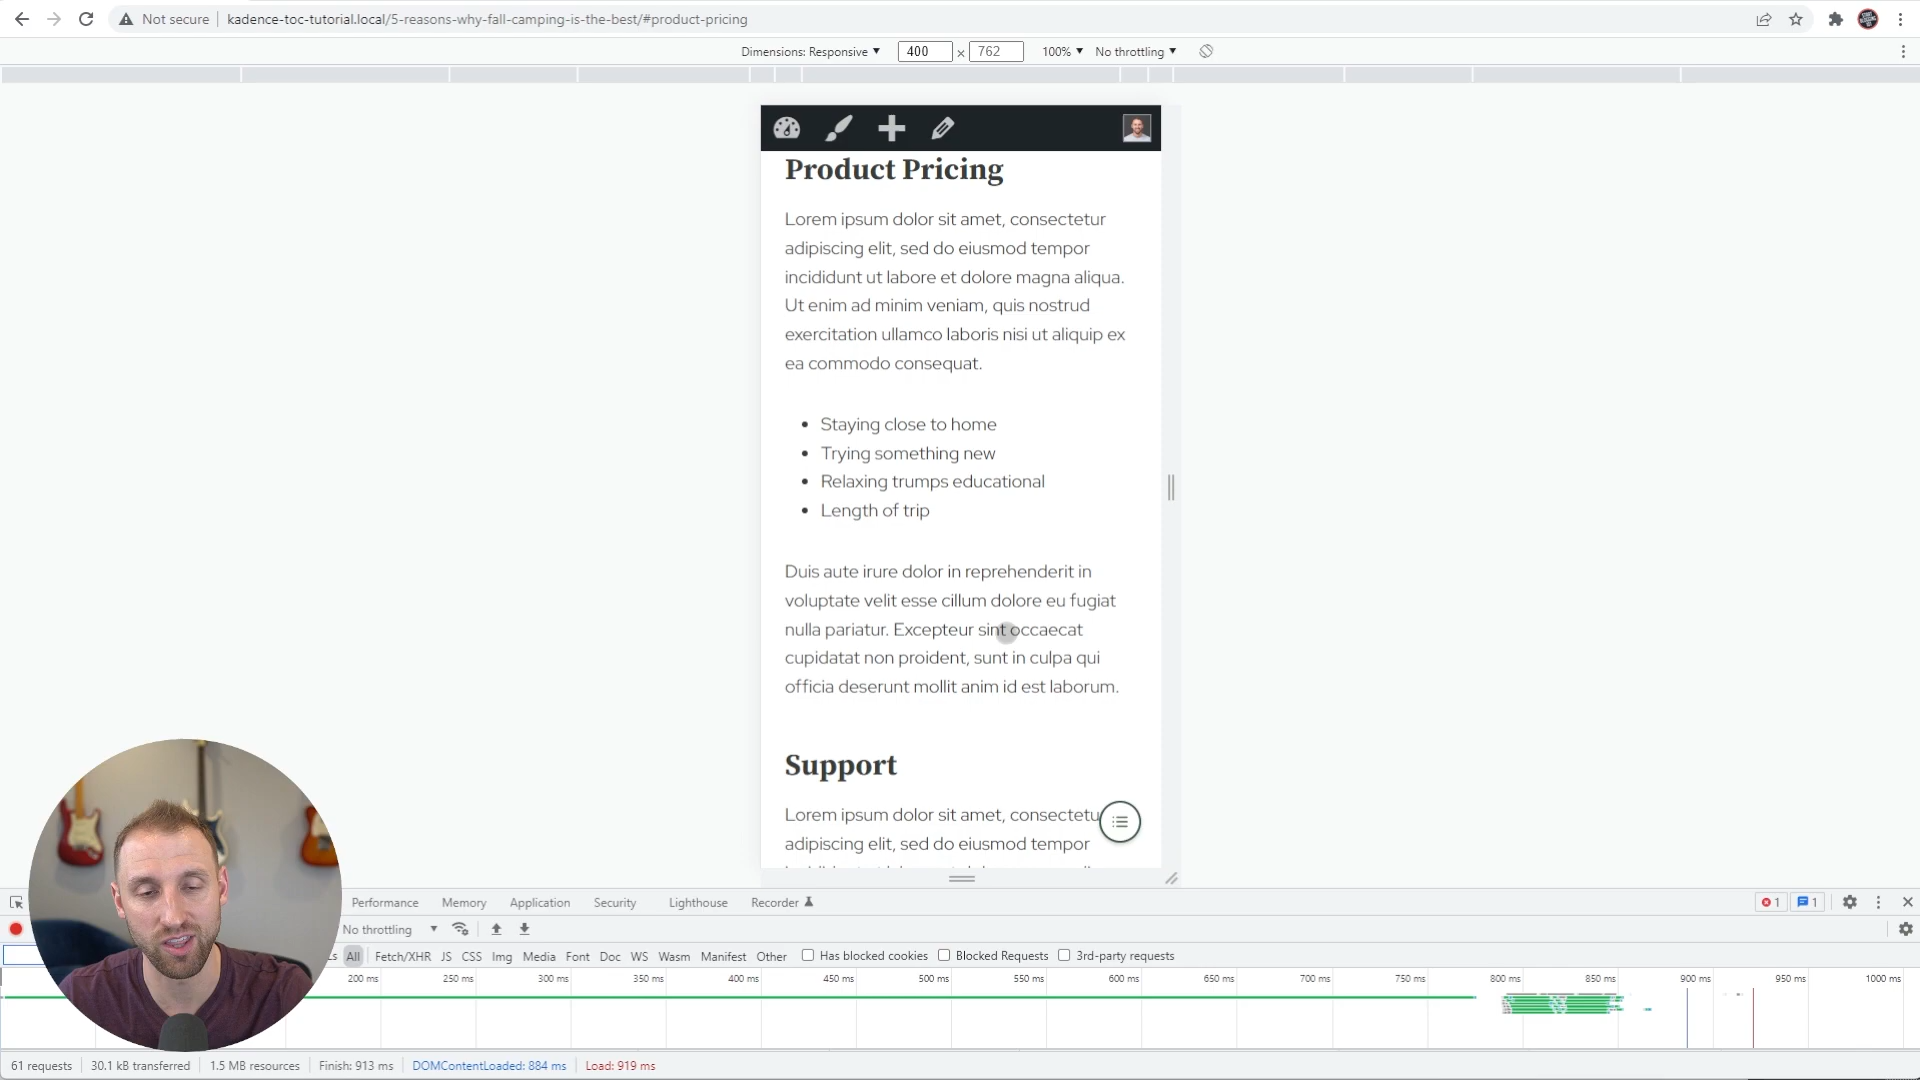 Not secure kadence-toc-tutorial.local/5-reasons-why-fall-camping-is-the-best/#product-pricing
Dimensions: Responsive 400 × 762 100% No throttling
Product Pricing
Lorem ipsum dolor sit amet, consectetur
adipiscing elit, sed do eiusmod tempor
incididunt ut labore et dolore magna aliqua.
Ut enim ad minim veniam, quis nostrud
exercitation ullamco laboris nisi ut aliquip ex
ea commodo consequat.
• Staying close to home
• Trying something new
• Relaxing trumps educational
• Length of trip
Duis aute irure dolor in reprehenderit in
voluptate velit esse cillum dolore eu fugiat
nulla pariatur. Excepteur sint occaecat
cupidatat non proident, sunt in culpa qui
officia deserunt mollit anim id est laborum.
Support
Lorem ipsum dolor sit amet, consectetu
adipiscing elit, sed do eiusmod tempor
Performance Memory Application Security Lighthouse Recorder 1 1
No throttling
All Fetch/XHR JS CSS Img Media Font Doc WS Wasm Manifest Other Has blocked cookies Blocked Requests 3rd-party requests
200 ms 250 ms 300 ms 350 ms 400 ms 450 ms 500 ms 550 ms 600 ms 650 ms 700 ms 750 ms 800 ms 850 ms 900 ms 950 ms 1000 ms
61 requests 30.1 kB transferred 1.5 MB resources Finish: 913 ms DOMContentLoaded: 884 ms Load: 919 ms